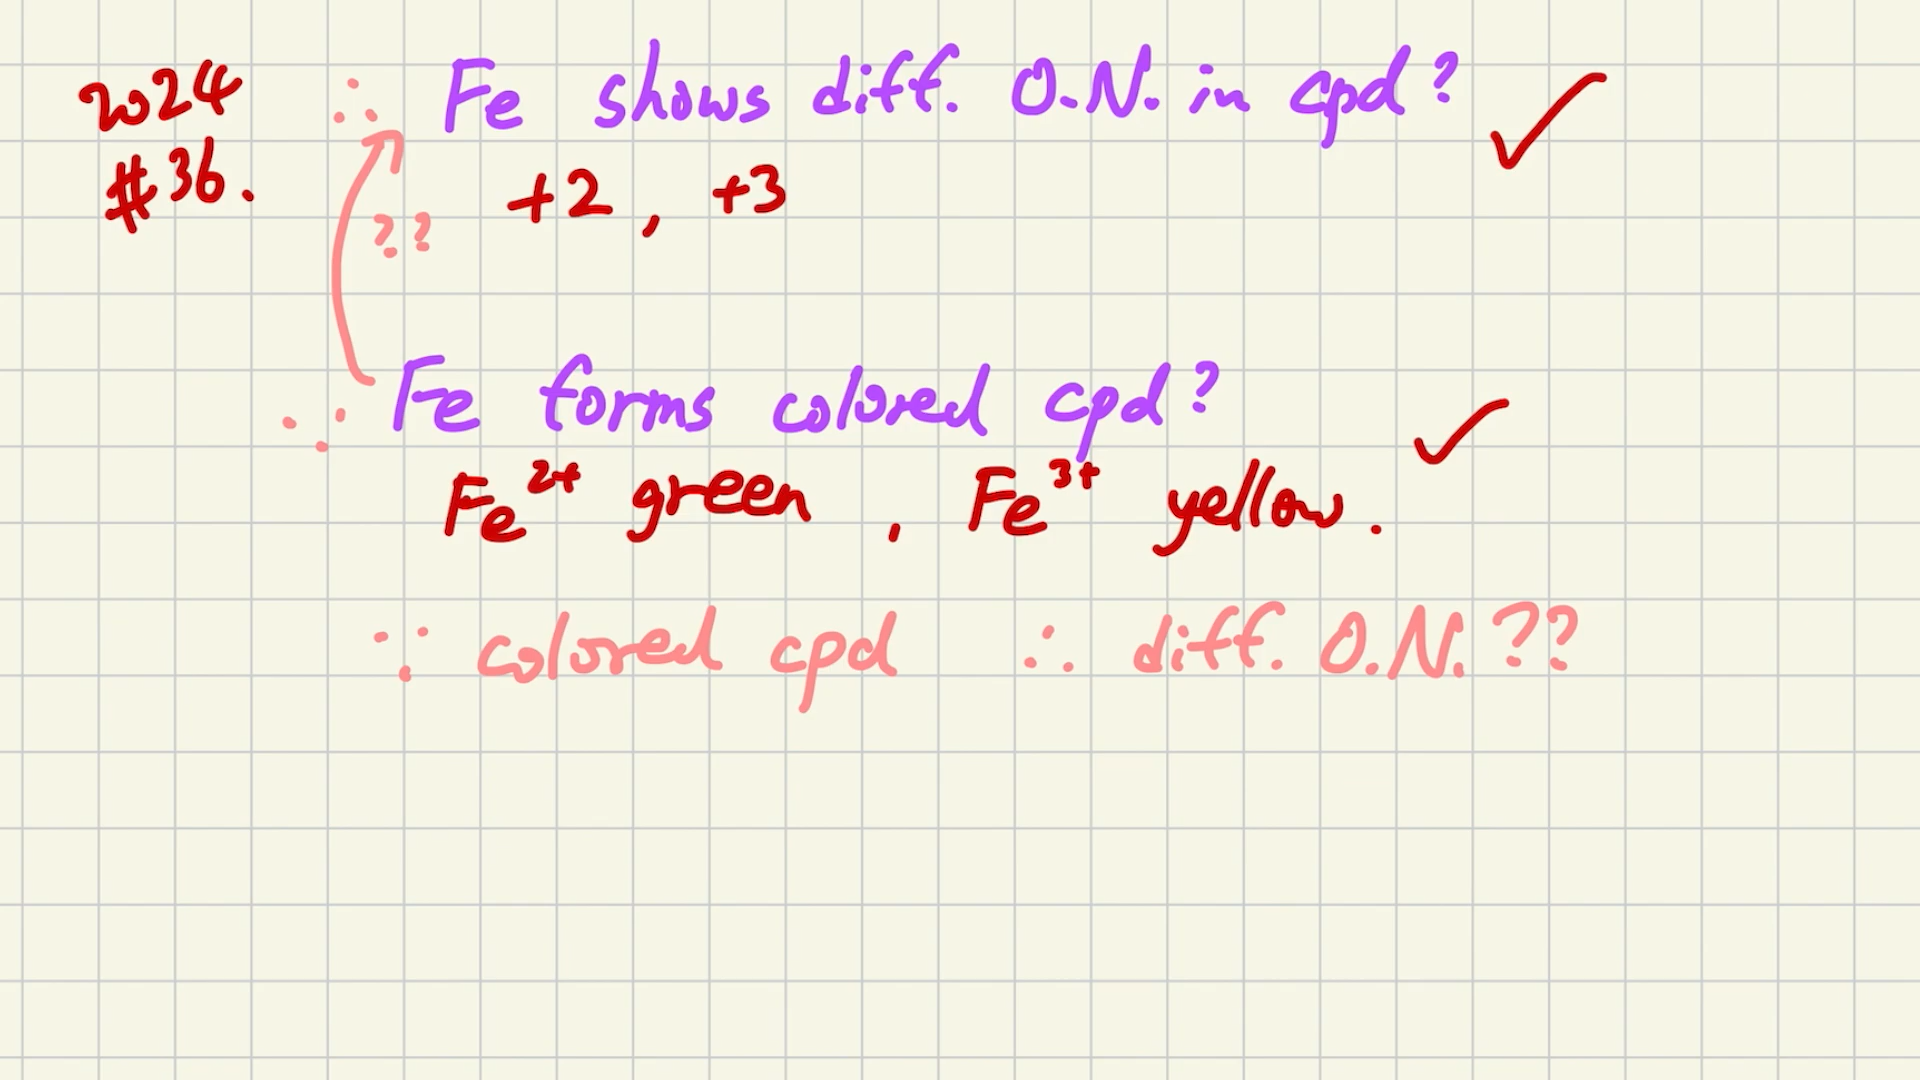 2024
#36.
∴ Fe shows diff. O.N. in cpd? ✓
+2, +3
??
∵ Fe forms colored cpd? ✓
Fe²⁺ green, Fe³⁺ yellow.
∵ colored cpd ∴ diff. O.N.??